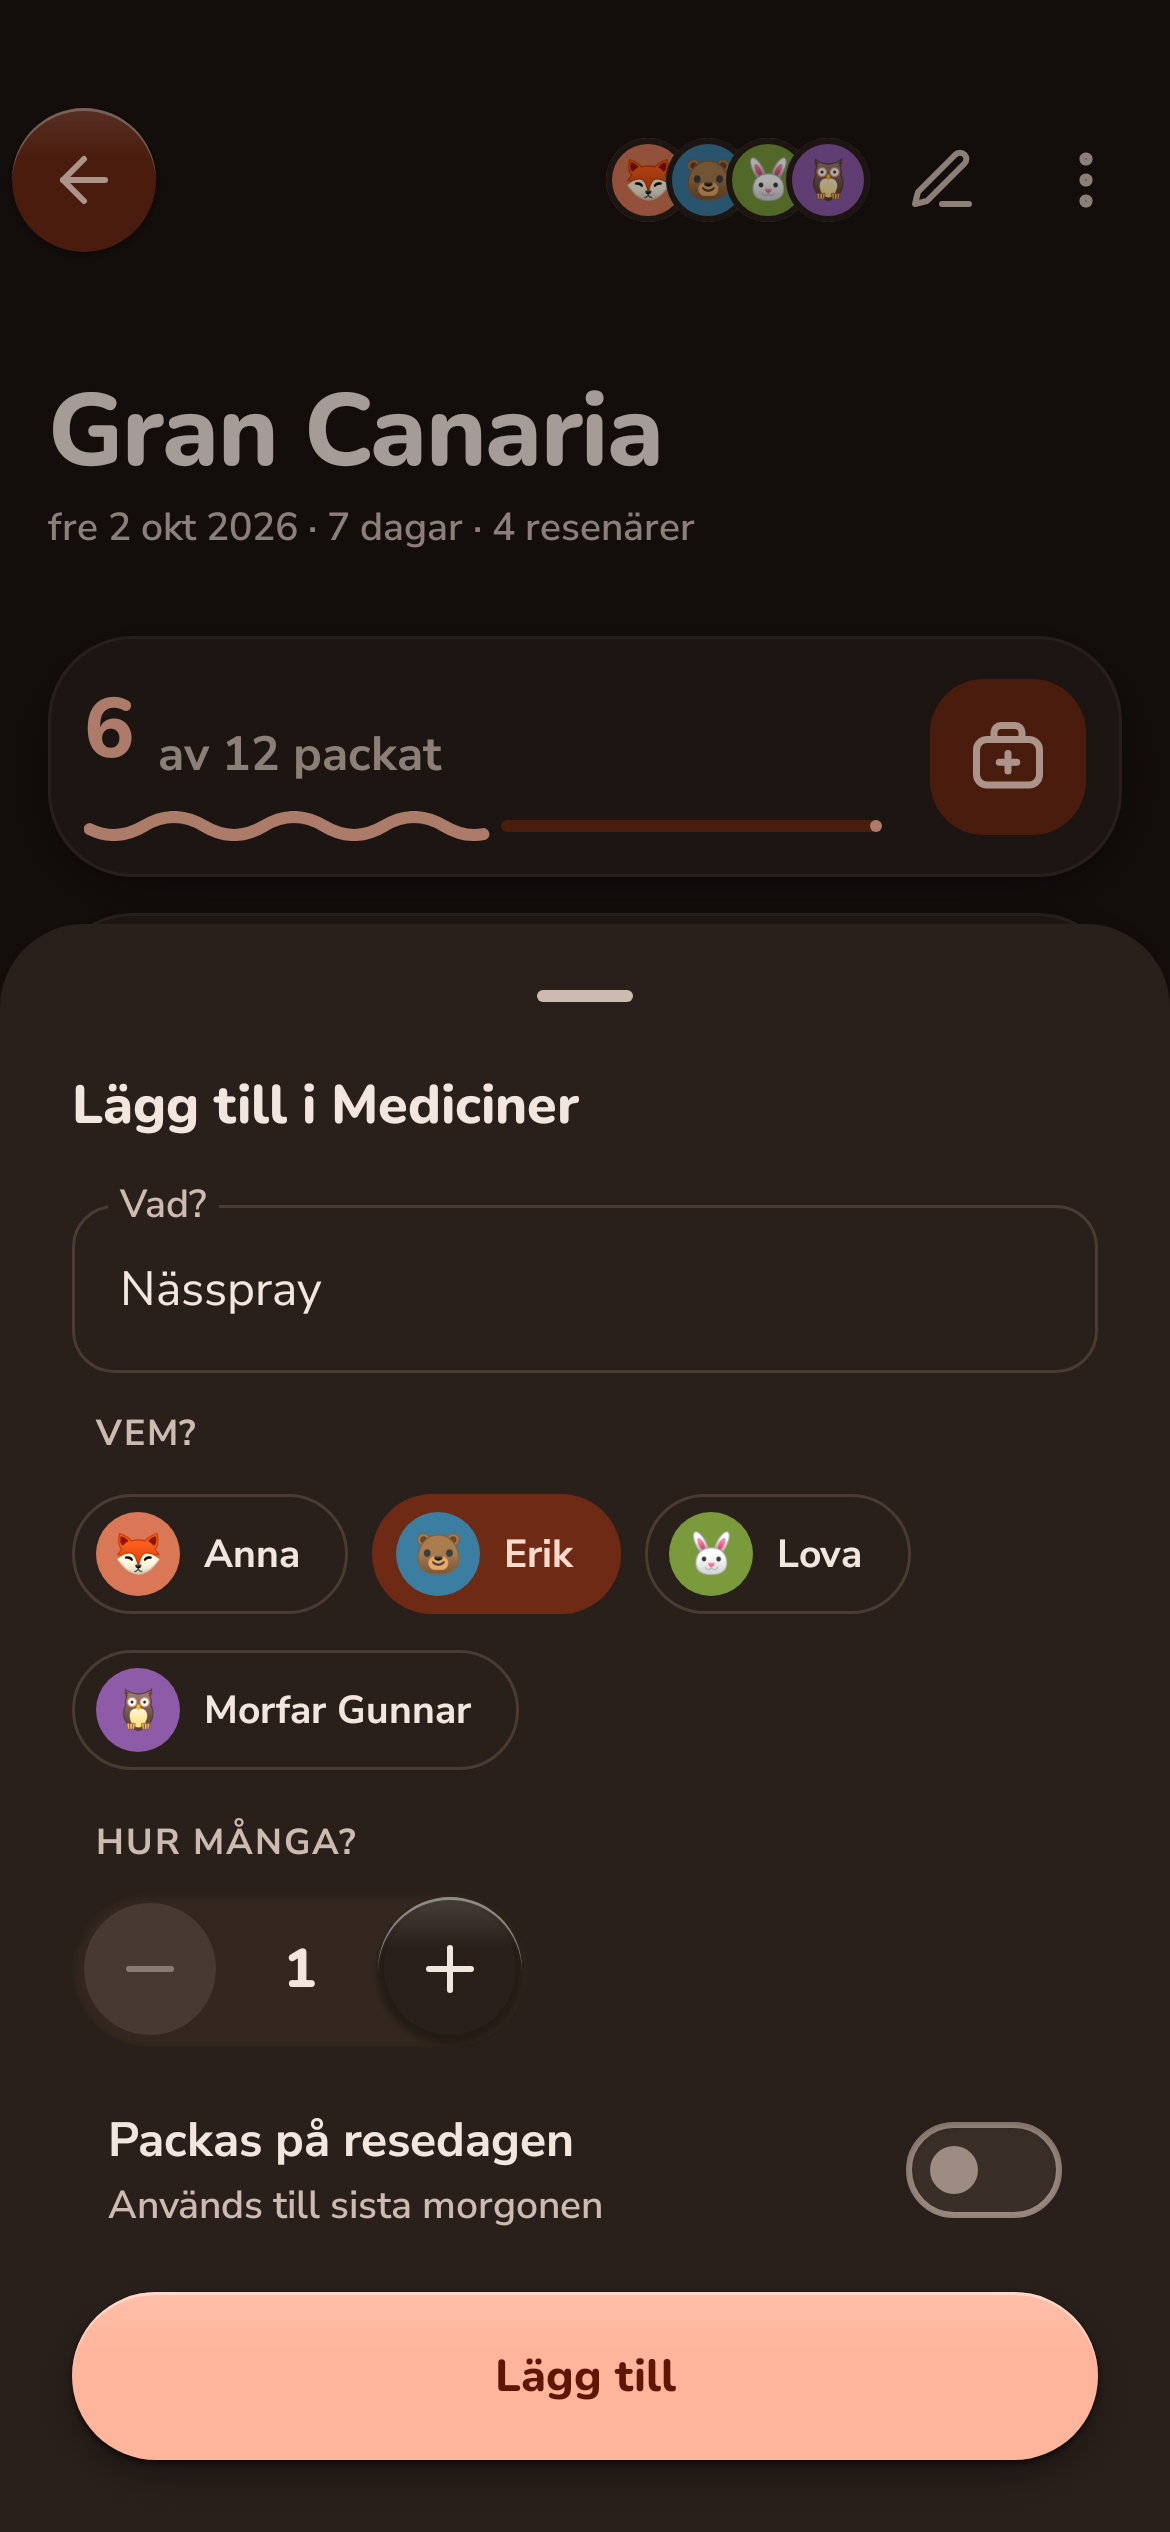 Gran Canaria
fre 2 okt 2026 · 7 dagar · 4 resenärer
6 av 12 packat
Lägg till i Mediciner
Vad?
Nässpray
VEM?
Anna
Erik
Lova
Morfar Gunnar
HUR MÅNGA?
1
Packas på resedagen
Används till sista morgonen
Lägg till